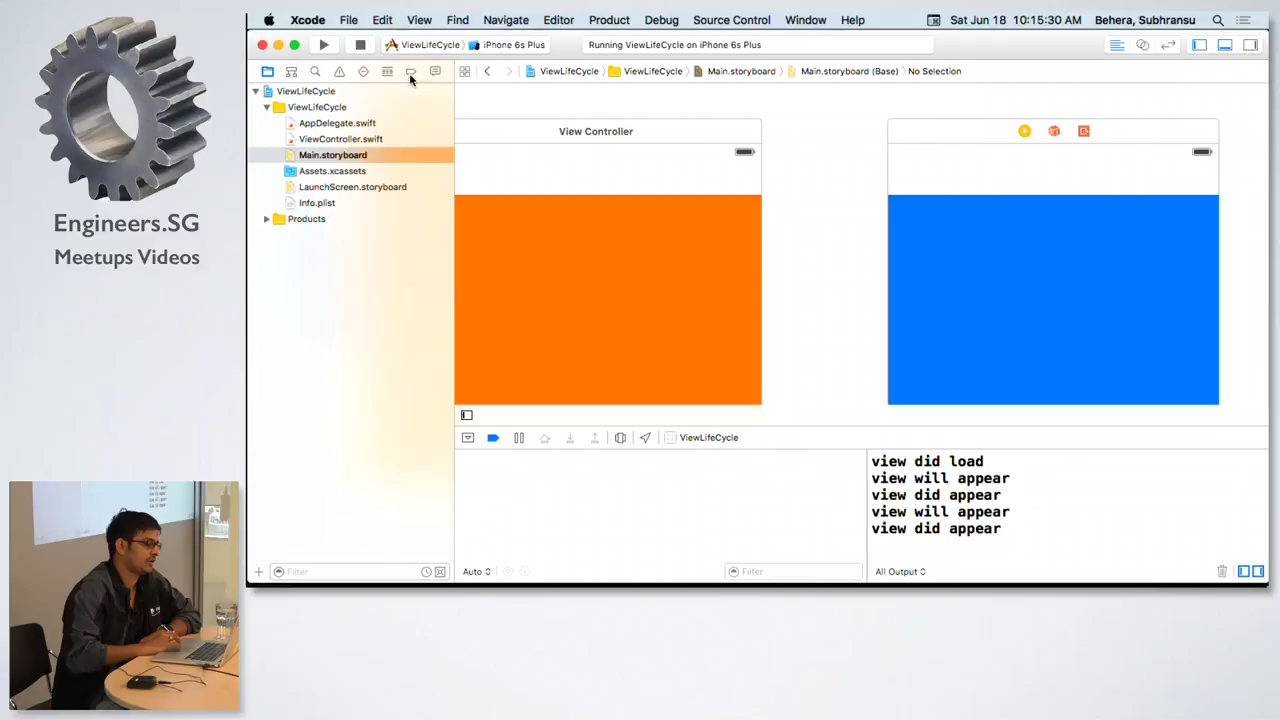 Xcode File Edit View Find Navigate Editor Product Debug Source Control Window Help Sat Jun 18 10:15:30 AM Behera, Subhransu
ViewLifeCycle iPhone 6s Plus Running ViewLifeCycle on iPhone 6s Plus
ViewLifeCycle ViewLifeCycle Main.storyboard Main.storyboard (Base) No Selection
ViewLifeCycle
ViewLifeCycle
AppDelegate.swift
ViewController.swift
Main.storyboard
Assets.xcassets
LaunchScreen.storyboard
Info.plist
Products
View Controller
Engineers.SG
Meetups Videos
ViewLifeCycle
view did load
view will appear
view did appear
view will appear
view did appear
Filter
Auto
Filter
All Output